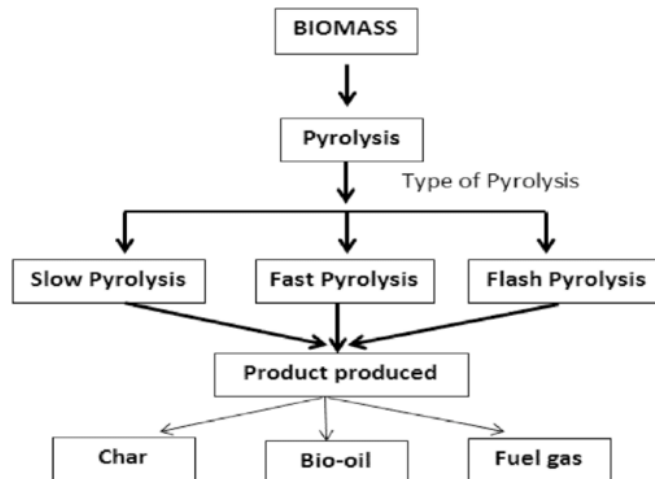 BIOMASS
Pyrolysis
Type of Pyrolysis
Slow Pyrolysis
Fast Pyrolysis
Flash Pyrolysis
Product produced
Char
Bio-oil
Fuel gas